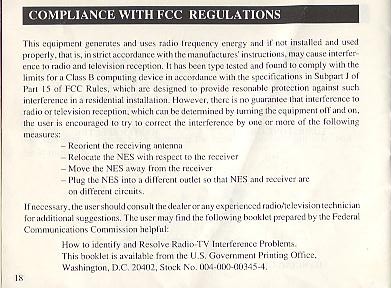 COMPLIANCE WITH FCC REGULATIONS
This equipment generates and uses radio frequency energy and if not installed and used
properly, that is, in strict accordance with the manufactures' instructions, may cause interfer-
ence to radio and television reception. It has been type tested and found to comply with the
limits for a Class B computing device in accordance with the specifications in Subpart J of
Part 15 of FCC Rules, which are designed to provide resonable protection against such
interference in a residential installation. However, there is no guarantee that interference to
radio or television reception, which can be determined by turning the equipment off and on,
the user is encouraged to try to correct the interference by one or more of the following
measures:
– Reorient the receiving antenna
– Relocate the NES with respect to the receiver
– Move the NES away from the receiver
– Plug the NES into a different outlet so that NES and receiver are
on different circuits.
If necessary, the user should consult the dealer or any experienced radio/television technician
for additional suggestions. The user may find the following booklet prepared by the Federal
Communications Commission helpful:
How to identify and Resolve Radio-TV Interference Problems.
This booklet is available from the U.S. Government Printing Office,
Washington, D.C. 20402, Stock No. 004-000-00345-4.
18